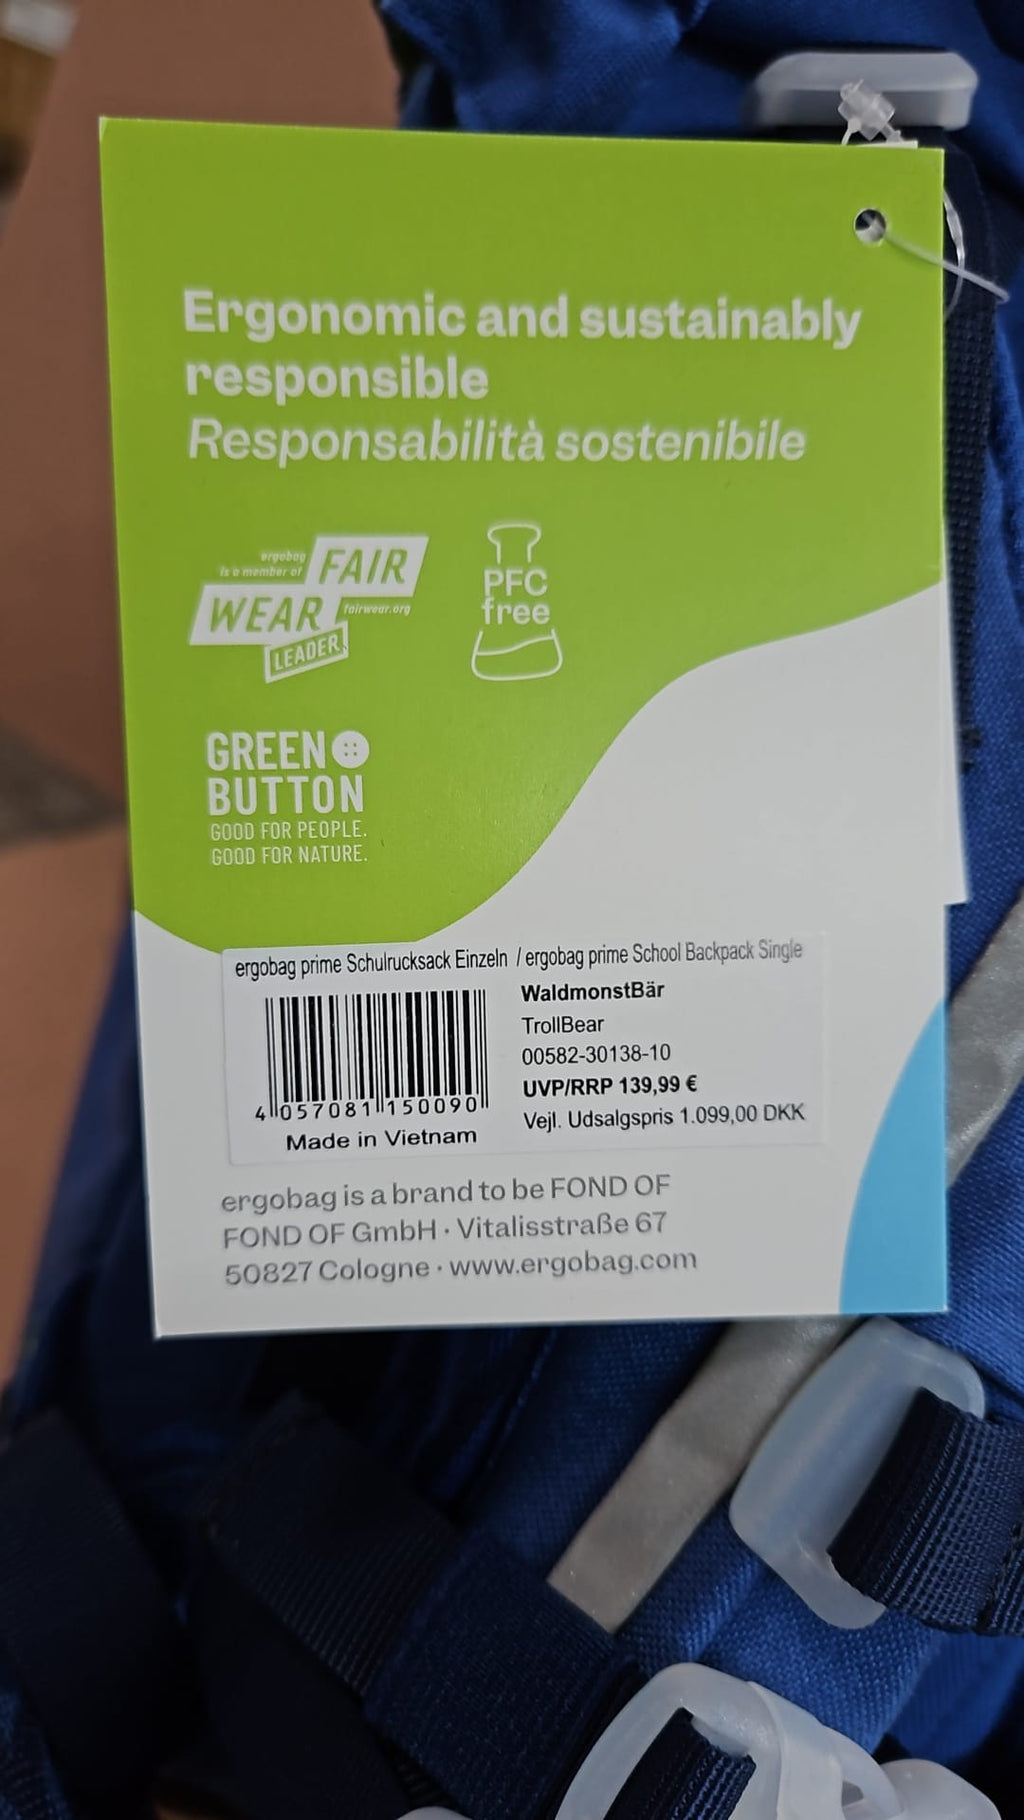 Ergonomic and sustainably
responsible
Responsabilità sostenibile
ergobag
is a member of
FAIR
WEAR
fairwear.org
LEADER
PFC
free
GREEN
BUTTON
GOOD FOR PEOPLE.
GOOD FOR NATURE.
ergobag prime Schulrucksack Einzeln / ergobag prime School Backpack Single
WaldmonstBär
TrollBear
00582-30138-10
UVP/RRP 139,99 €
Vejl. Udsalgspris 1.099,00 DKK
4 057081 150090
Made in Vietnam
ergobag is a brand to be FOND OF
FOND OF GmbH · Vitalisstraße 67
50827 Cologne · www.ergobag.com